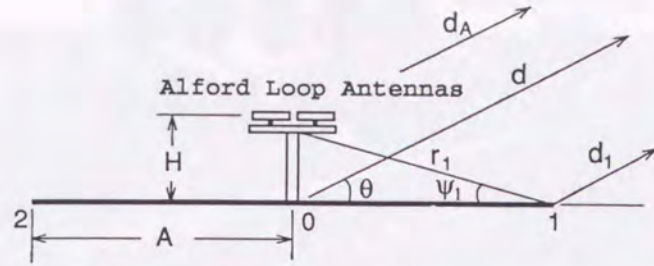 d_A
d
Alford Loop Antennas
H
r_1
d_1
θ
ψ_1
2
0
1
A